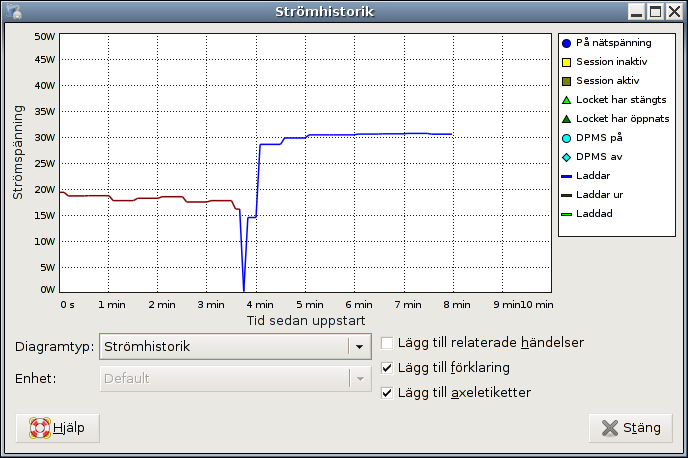 Strömhistorik
50W
45W
40W
35W
30W
25W
20W
15W
10W
5W
0W
Strömspänning
0 s
1 min
2 min
3 min
4 min
5 min
6 min
7 min
8 min
9 min
10 min
Tid sedan uppstart
På nätspänning
Session inaktiv
Session aktiv
Locket har stängts
Locket har öppnats
DPMS på
DPMS av
Laddar
Laddar ur
Laddad
Diagramtyp: Strömhistorik
Enhet: Default
Lägg till relaterade händelser
Lägg till förklaring
Lägg till axeletiketter
Hjälp
Stäng